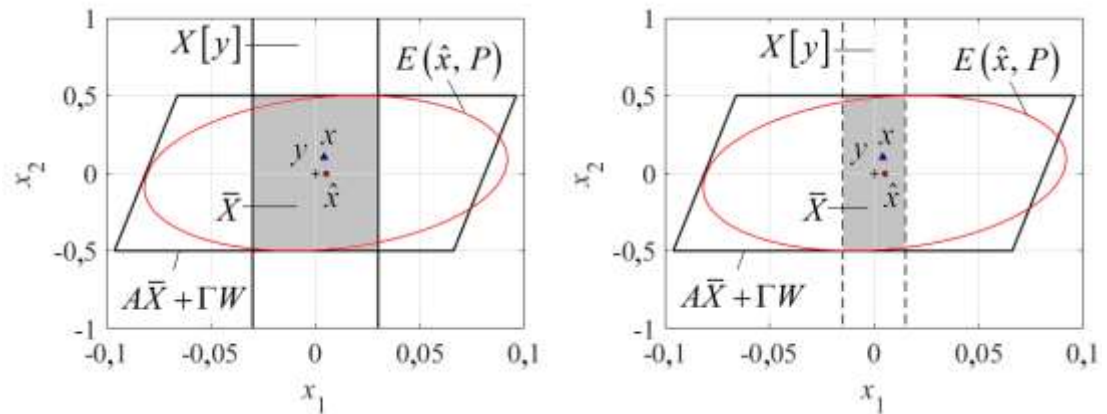 1
X[y]
E(x̂, P)
0,5
x
y
x₂
0
x̂
X̄
-0,5
AX̄ + ΓW
-1
-0,1
-0,05
0
0,05
0,1
x₁
1
X[y]
E(x̂, P)
0,5
x
y
x₂
0
x̂
X̄
-0,5
AX̄ + ΓW
-1
-0,1
-0,05
0
0,05
0,1
x₁